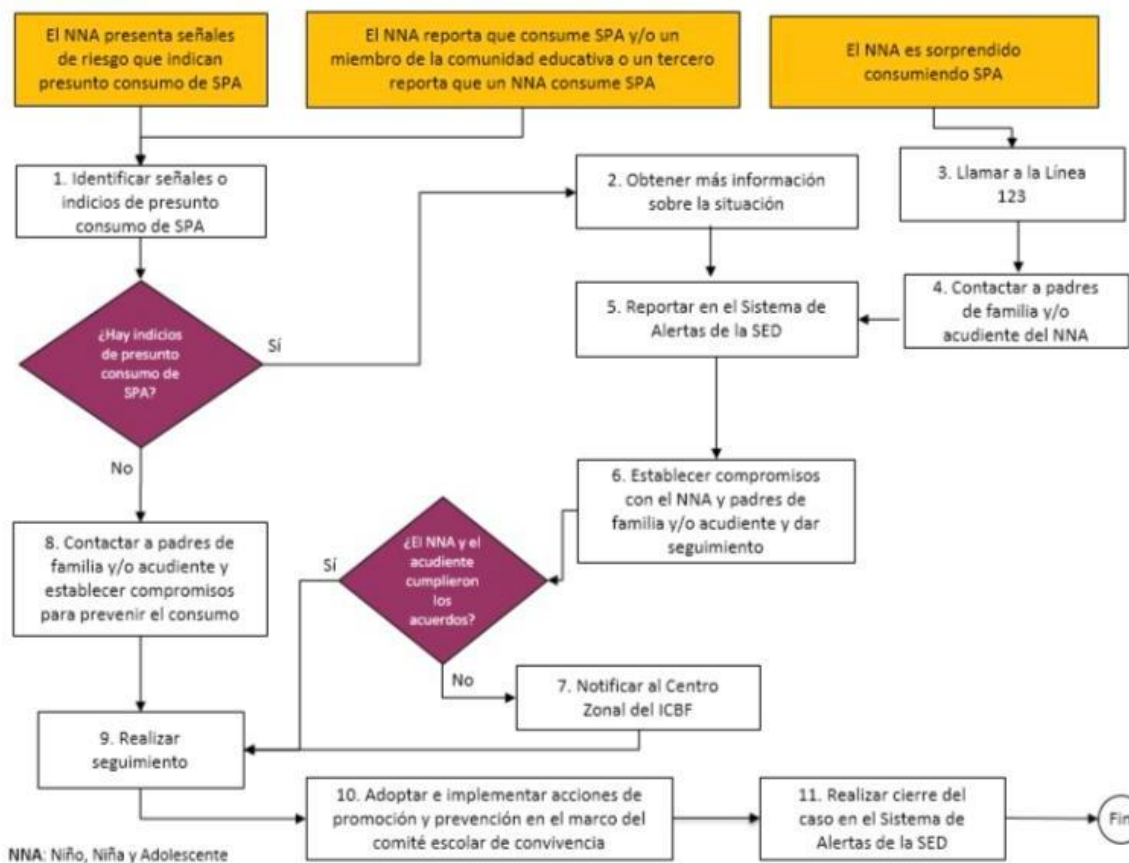 El NNA presenta señales
de riesgo que indican
presunto consumo de SPA
El NNA reporta que consume SPA y/o un
miembro de la comunidad educativa o un tercero
reporta que un NNA consume SPA
El NNA es sorprendido
consumiendo SPA
1. Identificar señales o
indicios de presunto
consumo de SPA
2. Obtener más información
sobre la situación
3. Llamar a la Línea
123
¿Hay indicios
de presunto
consumo de
SPA?
Sí
5. Reportar en el Sistema de
Alertas de la SED
4. Contactar a padres
de familia y/o
acudiente del NNA
No
6. Establecer compromisos
con el NNA y padres de
familia y/o acudiente y dar
seguimiento
¿El NNA y el
acudiente
cumplieron
los
acuerdos?
Sí
No
8. Contactar a padres de
familia y/o acudiente y
establecer compromisos
para prevenir el consumo
7. Notificar al Centro
Zonal del ICBF
9. Realizar
seguimiento
10. Adoptar e implementar acciones de
promoción y prevención en el marco del
comité escolar de convivencia
11. Realizar cierre del
caso en el Sistema de
Alertas de la SED
Fin
NNA: Niño, Niña y Adolescente